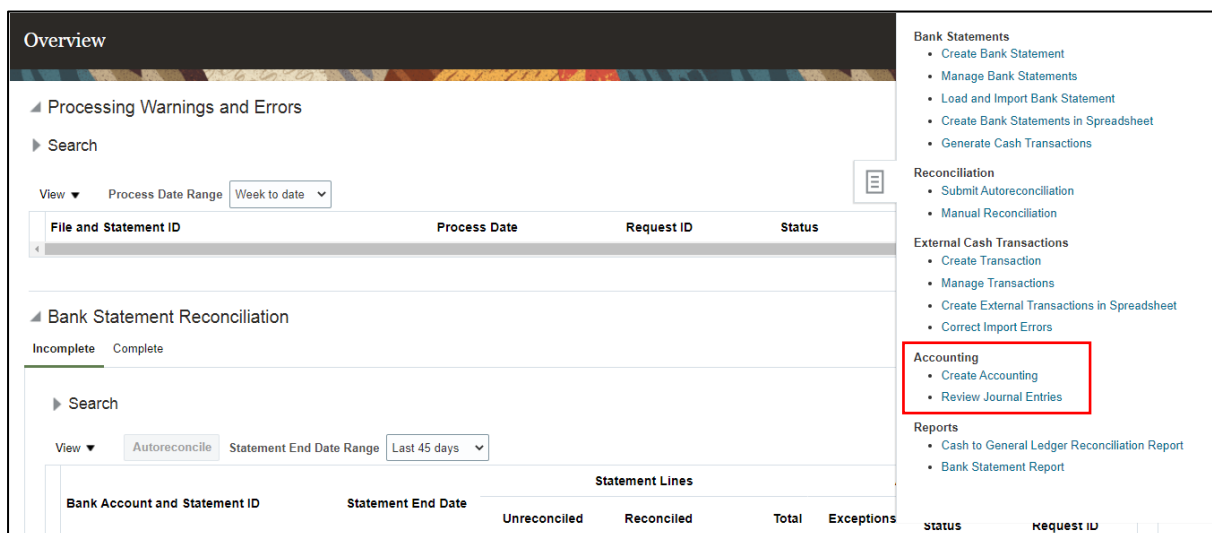 Overview
Processing Warnings and Errors
Search
View
Process Date Range Week to date
File and Statement ID Process Date Request ID Status
Bank Statement Reconciliation
Incomplete Complete
Search
View Autoreconcile Statement End Date Range Last 45 days
Statement Lines
Bank Account and Statement ID Statement End Date
Unreconciled Reconciled Total Exceptions Status Request ID
Bank Statements
Create Bank Statement
Manage Bank Statements
Load and Import Bank Statement
Create Bank Statements in Spreadsheet
Generate Cash Transactions
Reconciliation
Submit Autoreconciliation
Manual Reconciliation
External Cash Transactions
Create Transaction
Manage Transactions
Create External Transactions in Spreadsheet
Correct Import Errors
Accounting
Create Accounting
Review Journal Entries
Reports
Cash to General Ledger Reconciliation Report
Bank Statement Report